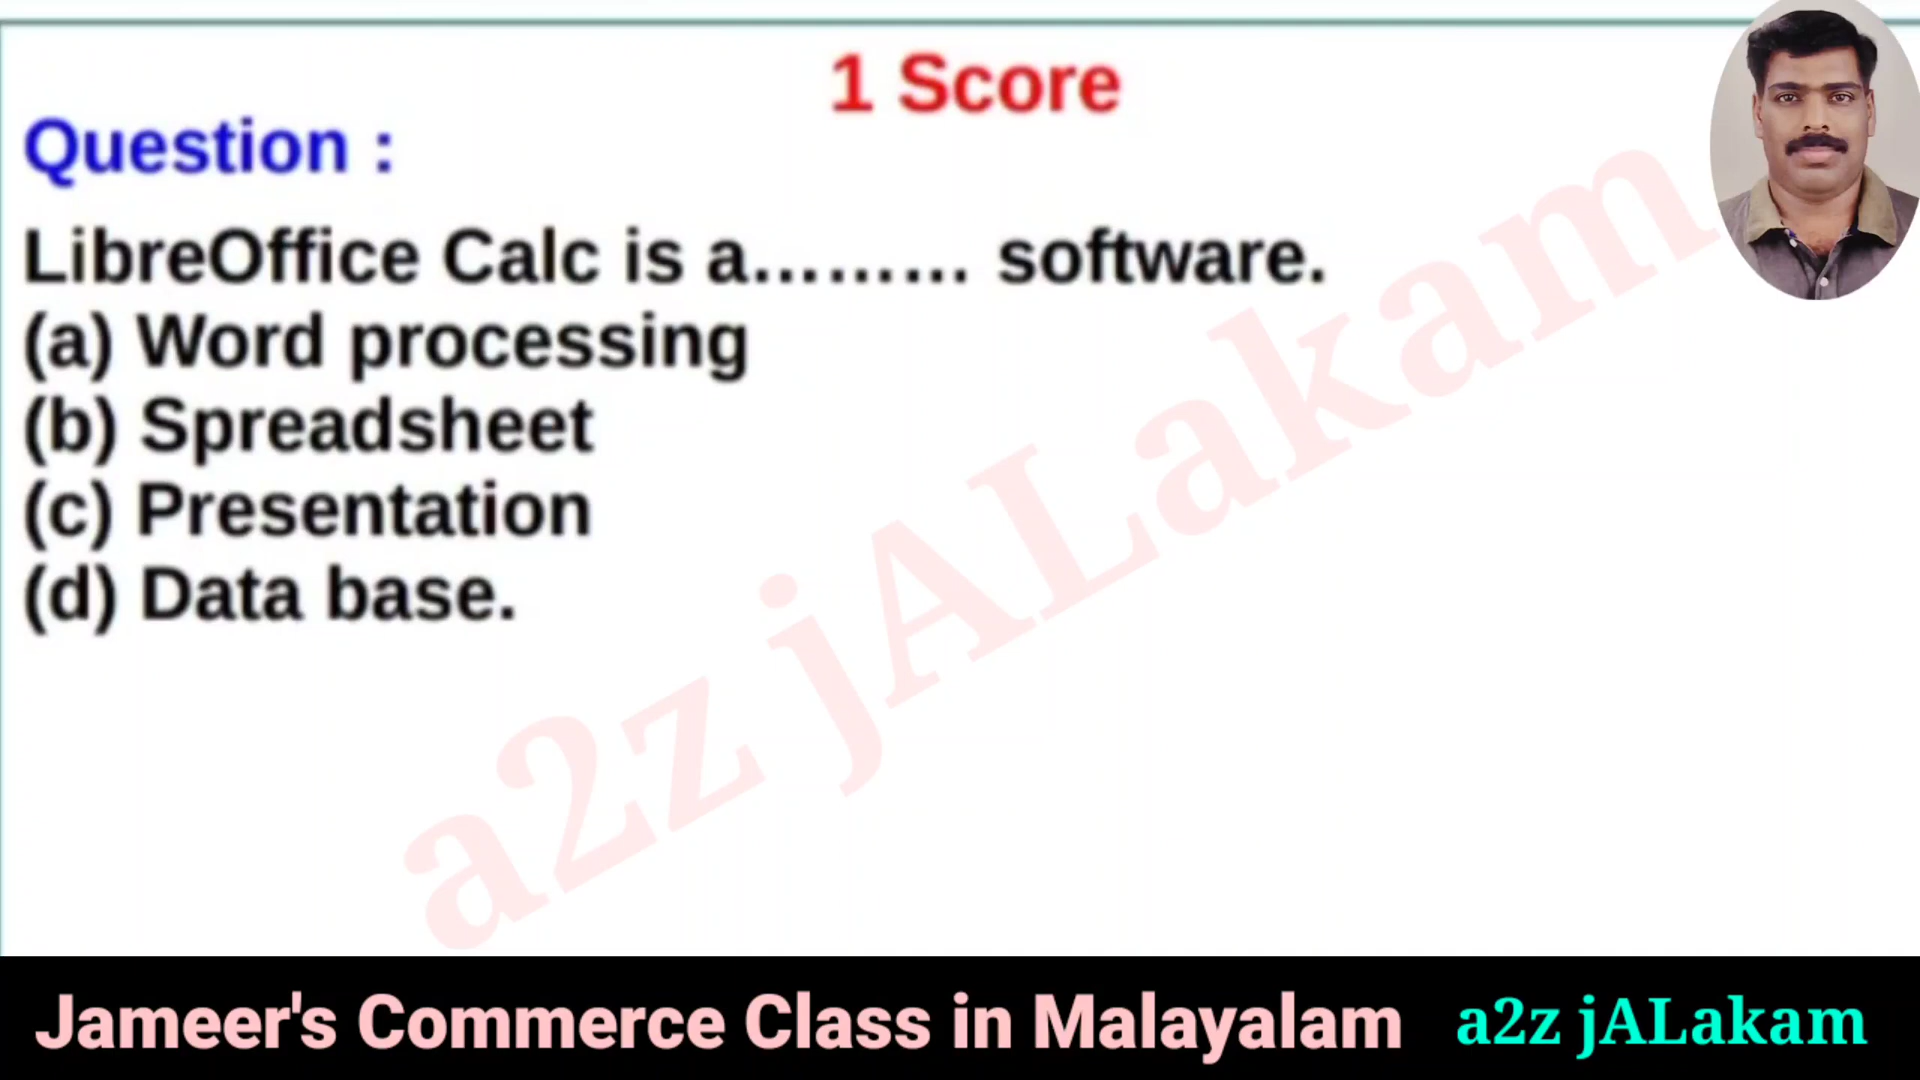 1 Score
Question :
LibreOffice Calc is a......... software.
(a) Word processing
(b) Spreadsheet
(c) Presentation
(d) Data base.
a2z jALakam
Jameer's Commerce Class in Malayalam a2z jALakam